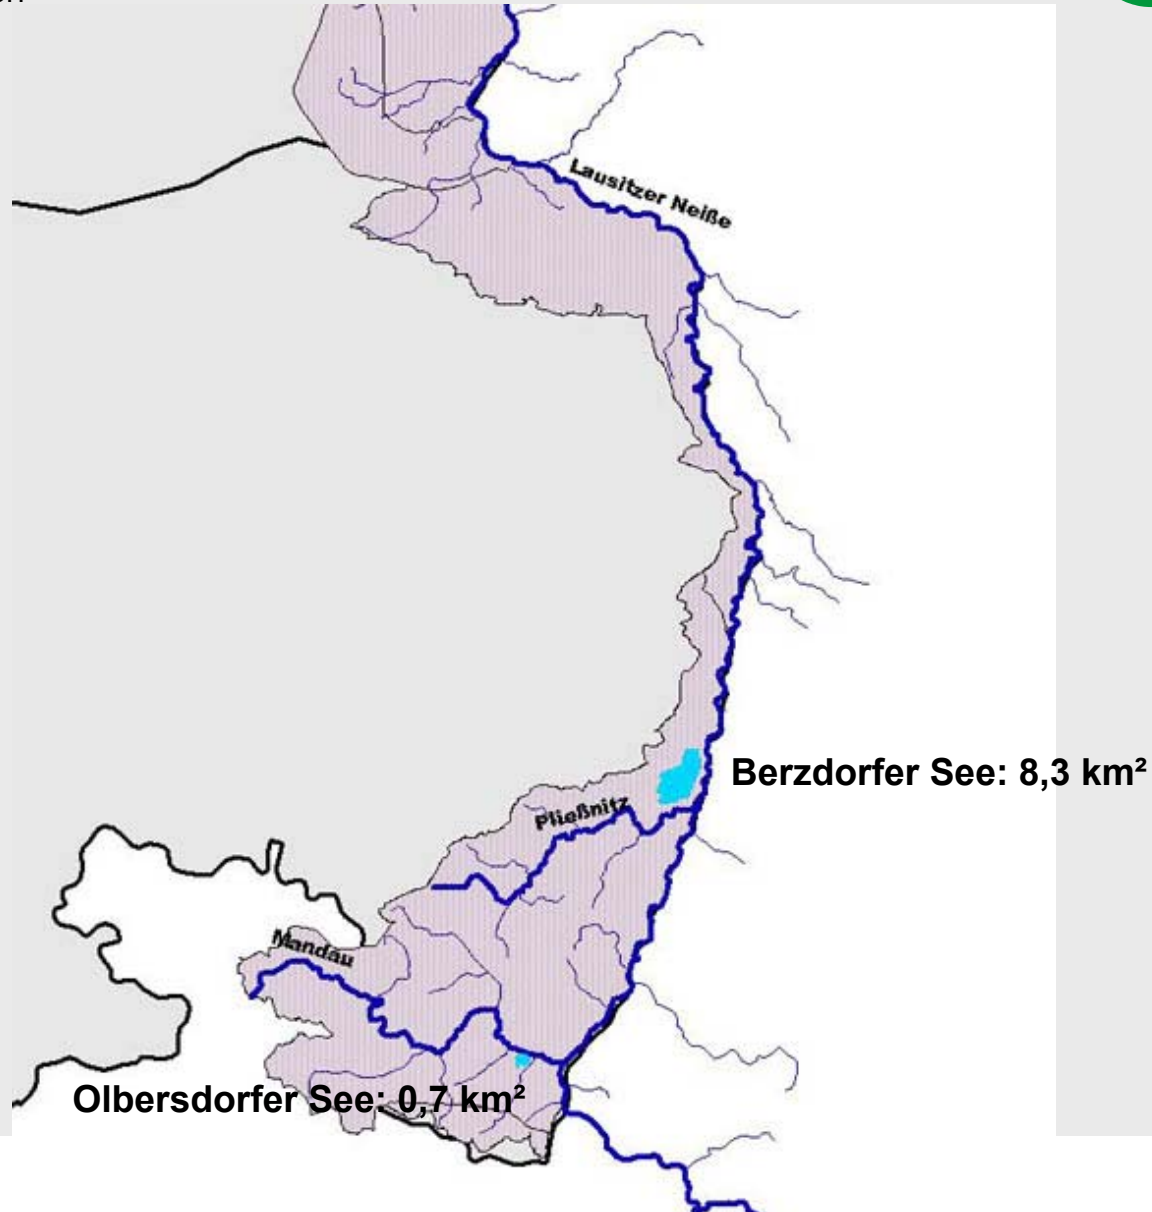 Lausitzer Neiße
Berzdorfer See: 8,3 km²
Pließnitz
Mandau
Olbersdorfer See: 0,7 km²